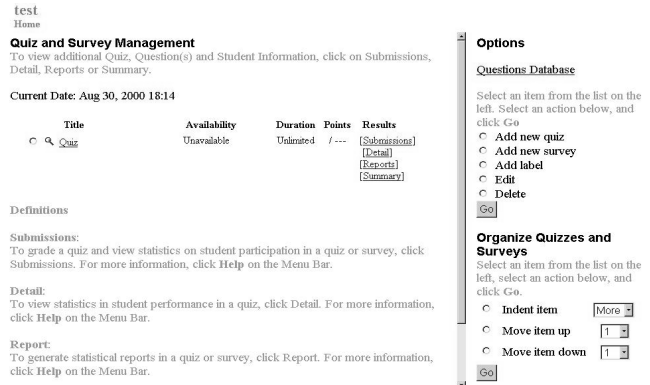 test
Home
Quiz and Survey Management
To view additional Quiz, Question(s) and Student Information, click on Submissions,
Detail, Reports or Summary.
Current Date: Aug 30, 2000 18:14
Title Availability Duration Points Results
Quiz Unavailable Unlimited / --- [Submissions]
[Detail]
[Reports]
[Summary]
Definitions
Submissions:
To grade a quiz and view statistics on student participation in a quiz or survey, click
Submissions. For more information, click Help on the Menu Bar.
Detail:
To view statistics in student performance in a quiz, click Detail. For more information,
click Help on the Menu Bar.
Report:
To generate statistical reports in a quiz or survey, click Report. For more information,
click Help on the Menu Bar.
Options
Questions Database
Select an item from the list on the
left. Select an action below, and
click Go
Add new quiz
Add new survey
Add label
Edit
Delete
Go
Organize Quizzes and
Surveys
Select an item from the list on the
left, select an action below, and
click Go.
Indent item More
Move item up 1
Move item down 1
Go